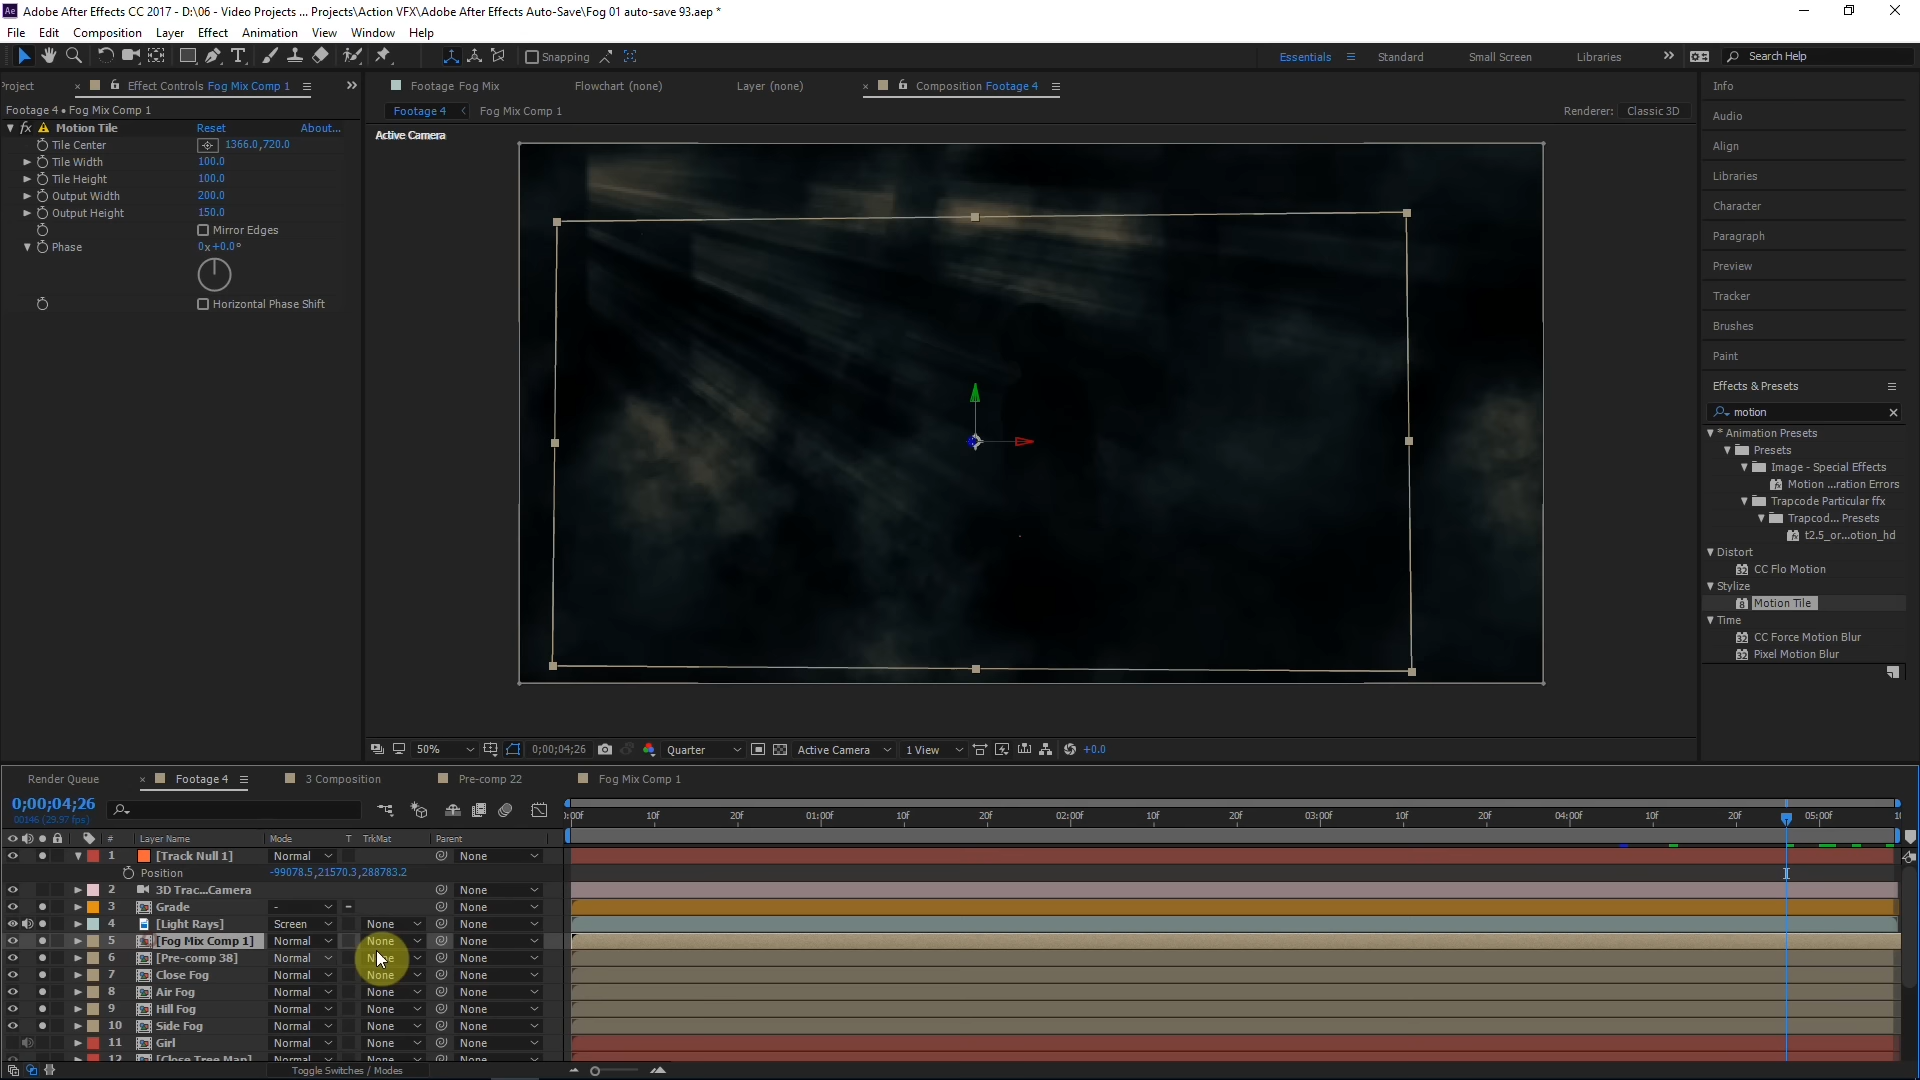 Adobe After Effects CC 2017 - D:\06 - Video Projects ... Projects\Action VFX\Adobe After Effects Auto-Save\Fog 01 auto-save 93.aep *
File Edit Composition Layer Effect Animation View Window Help
Snapping
Essentials Standard Small Screen Libraries Search Help
Project Effect Controls Fog Mix Comp 1
Footage Fog Mix Flowchart (none) Layer (none) Composition Footage 4
Footage 4 • Fog Mix Comp 1
Footage 4 Fog Mix Comp 1 Renderer: Classic 3D
Active Camera
fx Motion Tile Reset About...
Tile Center 1366.0,720.0
Tile Width 100.0
Tile Height 100.0
Output Width 200.0
Output Height 150.0
Mirror Edges
Phase 0x+0.0°
Horizontal Phase Shift
Info
Audio
Align
Libraries
Character
Paragraph
Preview
Tracker
Brushes
Paint
Effects & Presets
motion
* Animation Presets
Presets
Image - Special Effects
Motion ...ration Errors
Trapcode Particular ffx
Trapcod... Presets
t2.5_or...otion_hd
Distort
CC Flo Motion
Stylize
Motion Tile
Time
CC Force Motion Blur
Pixel Motion Blur
50% 0;00;04;26 Quarter Active Camera 1 View +0.0
Render Queue Footage 4 3 Composition Pre-comp 22 Fog Mix Comp 1
0;00;04;26
00146 (29.97 fps)
:00f 10f 20f 01:00f 10f 20f 02:00f 10f 20f 03:00f 10f 20f 04:00f 10f 20f 05:00f
# Layer Name Mode T TrkMat Parent
1 [Track Null 1] Normal None
Position -99078.5,21570.3,288783.2
2 3D Trac...Camera None
3 Grade - None
4 [Light Rays] Screen None None
5 [Fog Mix Comp 1] Normal None None
6 [Pre-comp 38] Normal None None
7 Close Fog Normal None None
8 Air Fog Normal None None
9 Hill Fog Normal None None
10 Side Fog Normal None None
11 Girl Normal None None
12 [Close Tree Map] Normal None None
Toggle Switches / Modes